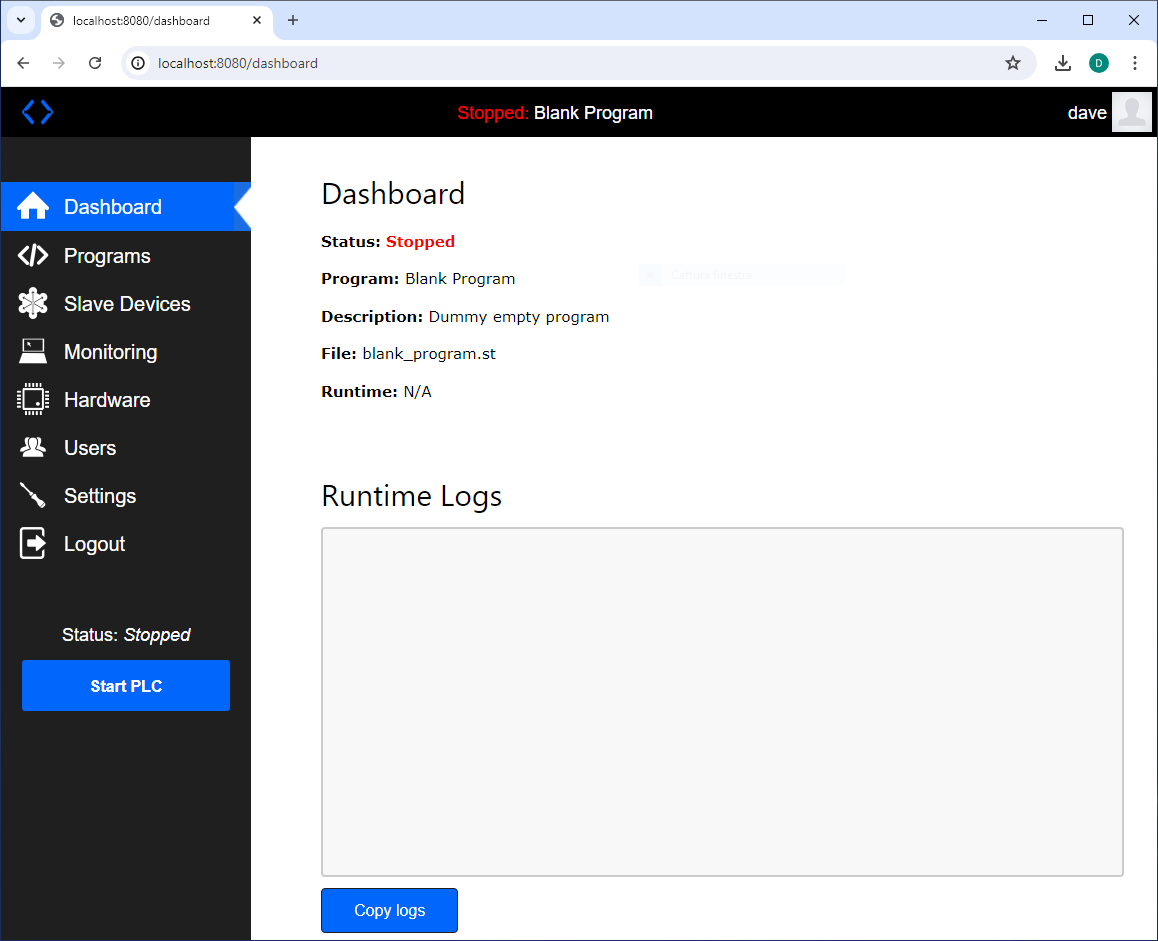 localhost:8080/dashboard
localhost:8080/dashboard
D
Stopped: Blank Program
dave
Dashboard
Programs
Slave Devices
Monitoring
Hardware
Users
Settings
Logout
Status: Stopped
Start PLC
Dashboard
Status: Stopped
Program: Blank Program
Description: Dummy empty program
File: blank_program.st
Runtime: N/A
Runtime Logs
Copy logs